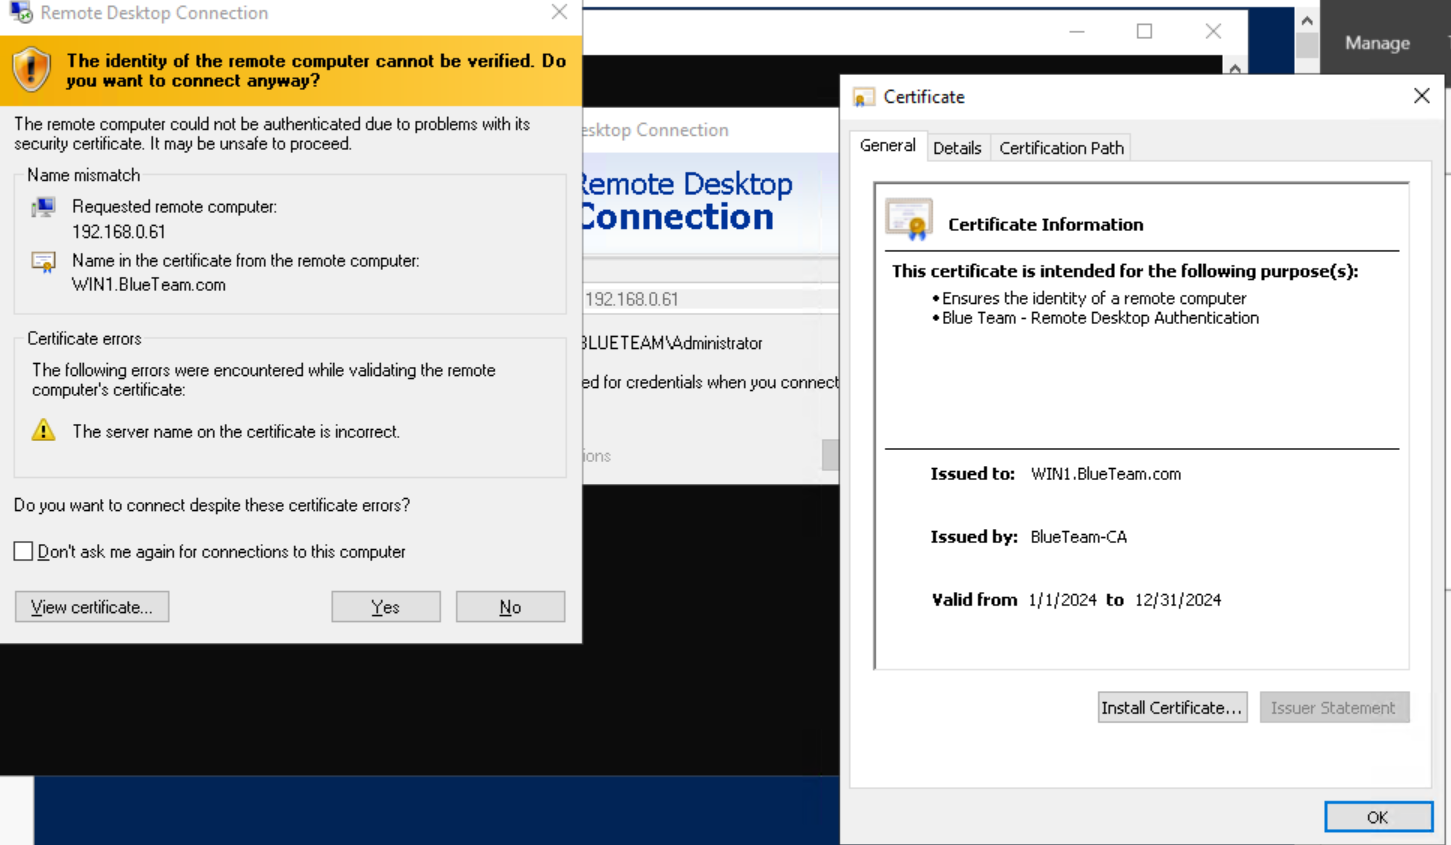 Remote Desktop Connection
The identity of the remote computer cannot be verified. Do
you want to connect anyway?
The remote computer could not be authenticated due to problems with its
security certificate. It may be unsafe to proceed.
Name mismatch
Requested remote computer:
192.168.0.61
Name in the certificate from the remote computer:
WIN1.BlueTeam.com
Certificate errors
The following errors were encountered while validating the remote
computer's certificate:
The server name on the certificate is incorrect.
Do you want to connect despite these certificate errors?
Don't ask me again for connections to this computer
View certificate...
Yes
No
esktop Connection
Remote Desktop
Connection
192.168.0.61
BLUETEAM\Administrator
ed for credentials when you connect
ions
Manage
Certificate
General
Details
Certification Path
Certificate Information
This certificate is intended for the following purpose(s):
• Ensures the identity of a remote computer
• Blue Team - Remote Desktop Authentication
Issued to: WIN1.BlueTeam.com
Issued by: BlueTeam-CA
Valid from 1/1/2024 to 12/31/2024
Install Certificate...
Issuer Statement
OK